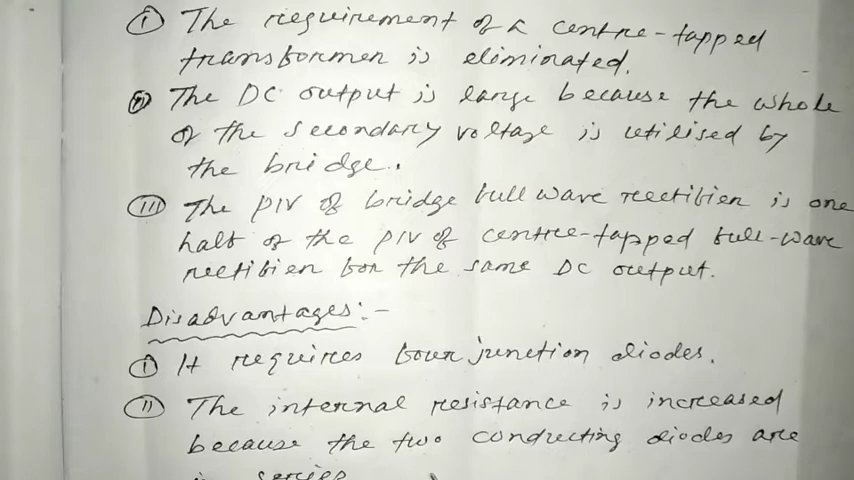 (i) The requirement of a centre-tapped
transformer is eliminated.
(ii) The DC output is large because the whole
of the secondary voltage is utilised by
the bridge.
(iii) The PIV of bridge full wave rectifier is one
half of the PIV of centre-tapped full-wave
rectifier for the same DC output.
Disadvantages:-
(i) It requires four junction diodes.
(ii) The internal resistance is increased
because the two conducting diodes are
in series